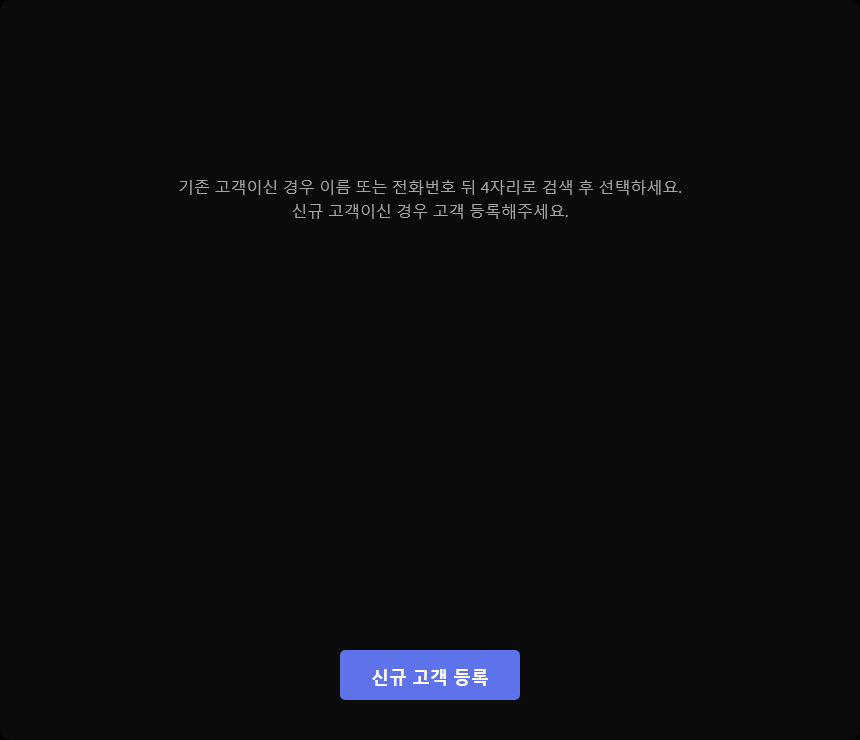 기존 고객이신 경우 이름 또는 전화번호 뒤 4자리로 검색 후 선택하세요.
신규 고객이신 경우 고객 등록해주세요.
신규 고객 등록